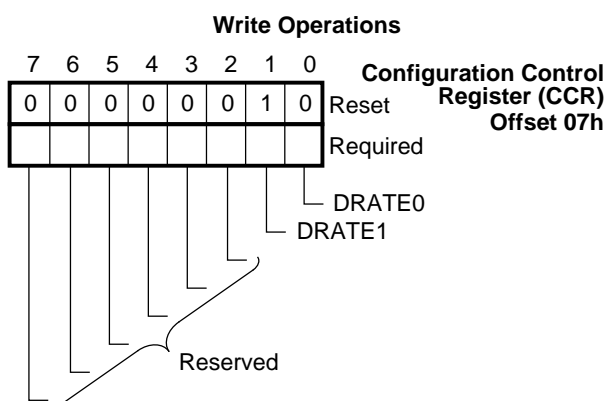 Write Operations
7 6 5 4 3 2 1 0
Configuration Control
Register (CCR)
Offset 07h
0 0 0 0 0 0 1 0 Reset
Required
DRATE0
DRATE1
Reserved